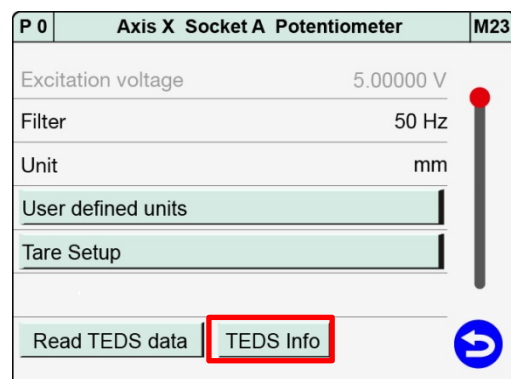 P 0 Axis X Socket A Potentiometer M23
Excitation voltage 5.00000 V
Filter 50 Hz
Unit mm
User defined units
Tare Setup
Read TEDS data TEDS Info